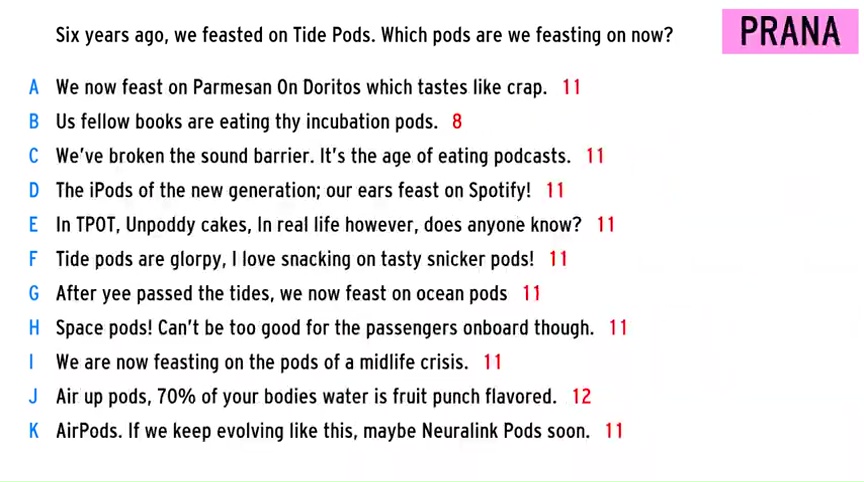 Six years ago, we feasted on Tide Pods. Which pods are we feasting on now?
PRANA
A We now feast on Parmesan On Doritos which tastes like crap. 11
B Us fellow books are eating thy incubation pods. 8
C We've broken the sound barrier. It's the age of eating podcasts. 11
D The iPods of the new generation; our ears feast on Spotify! 11
E In TPOT, Unpoddy cakes, In real life however, does anyone know? 11
F Tide pods are glorpy, I love snacking on tasty snicker pods! 11
G After yee passed the tides, we now feast on ocean pods 11
H Space pods! Can't be too good for the passengers onboard though. 11
I We are now feasting on the pods of a midlife crisis. 11
J Air up pods, 70% of your bodies water is fruit punch flavored. 12
K AirPods. If we keep evolving like this, maybe Neuralink Pods soon. 11